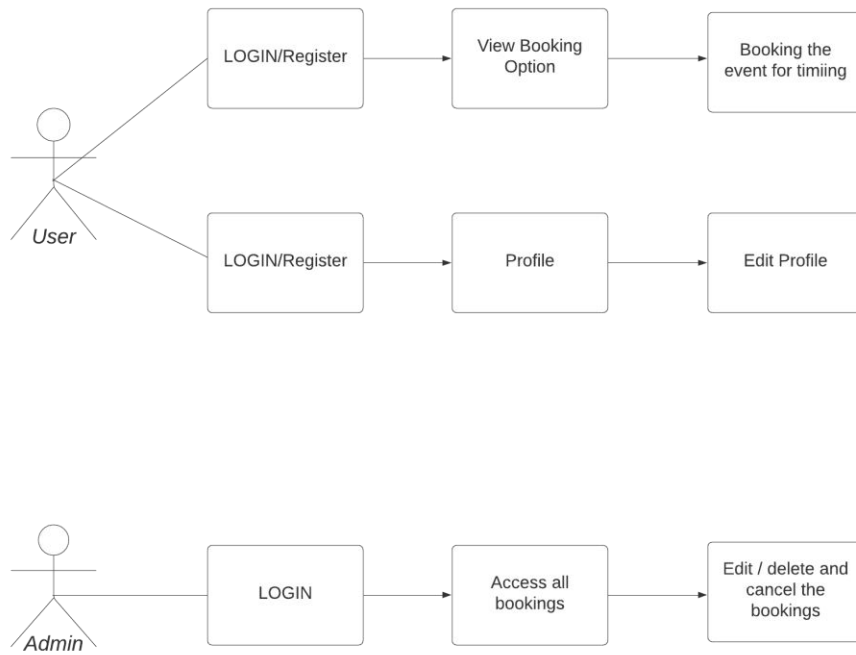 LOGIN/Register
View Booking
Option
Booking the
event for timiing
User
LOGIN/Register
Profile
Edit Profile
LOGIN
Access all
bookings
Edit / delete and
cancel the
bookings
Admin